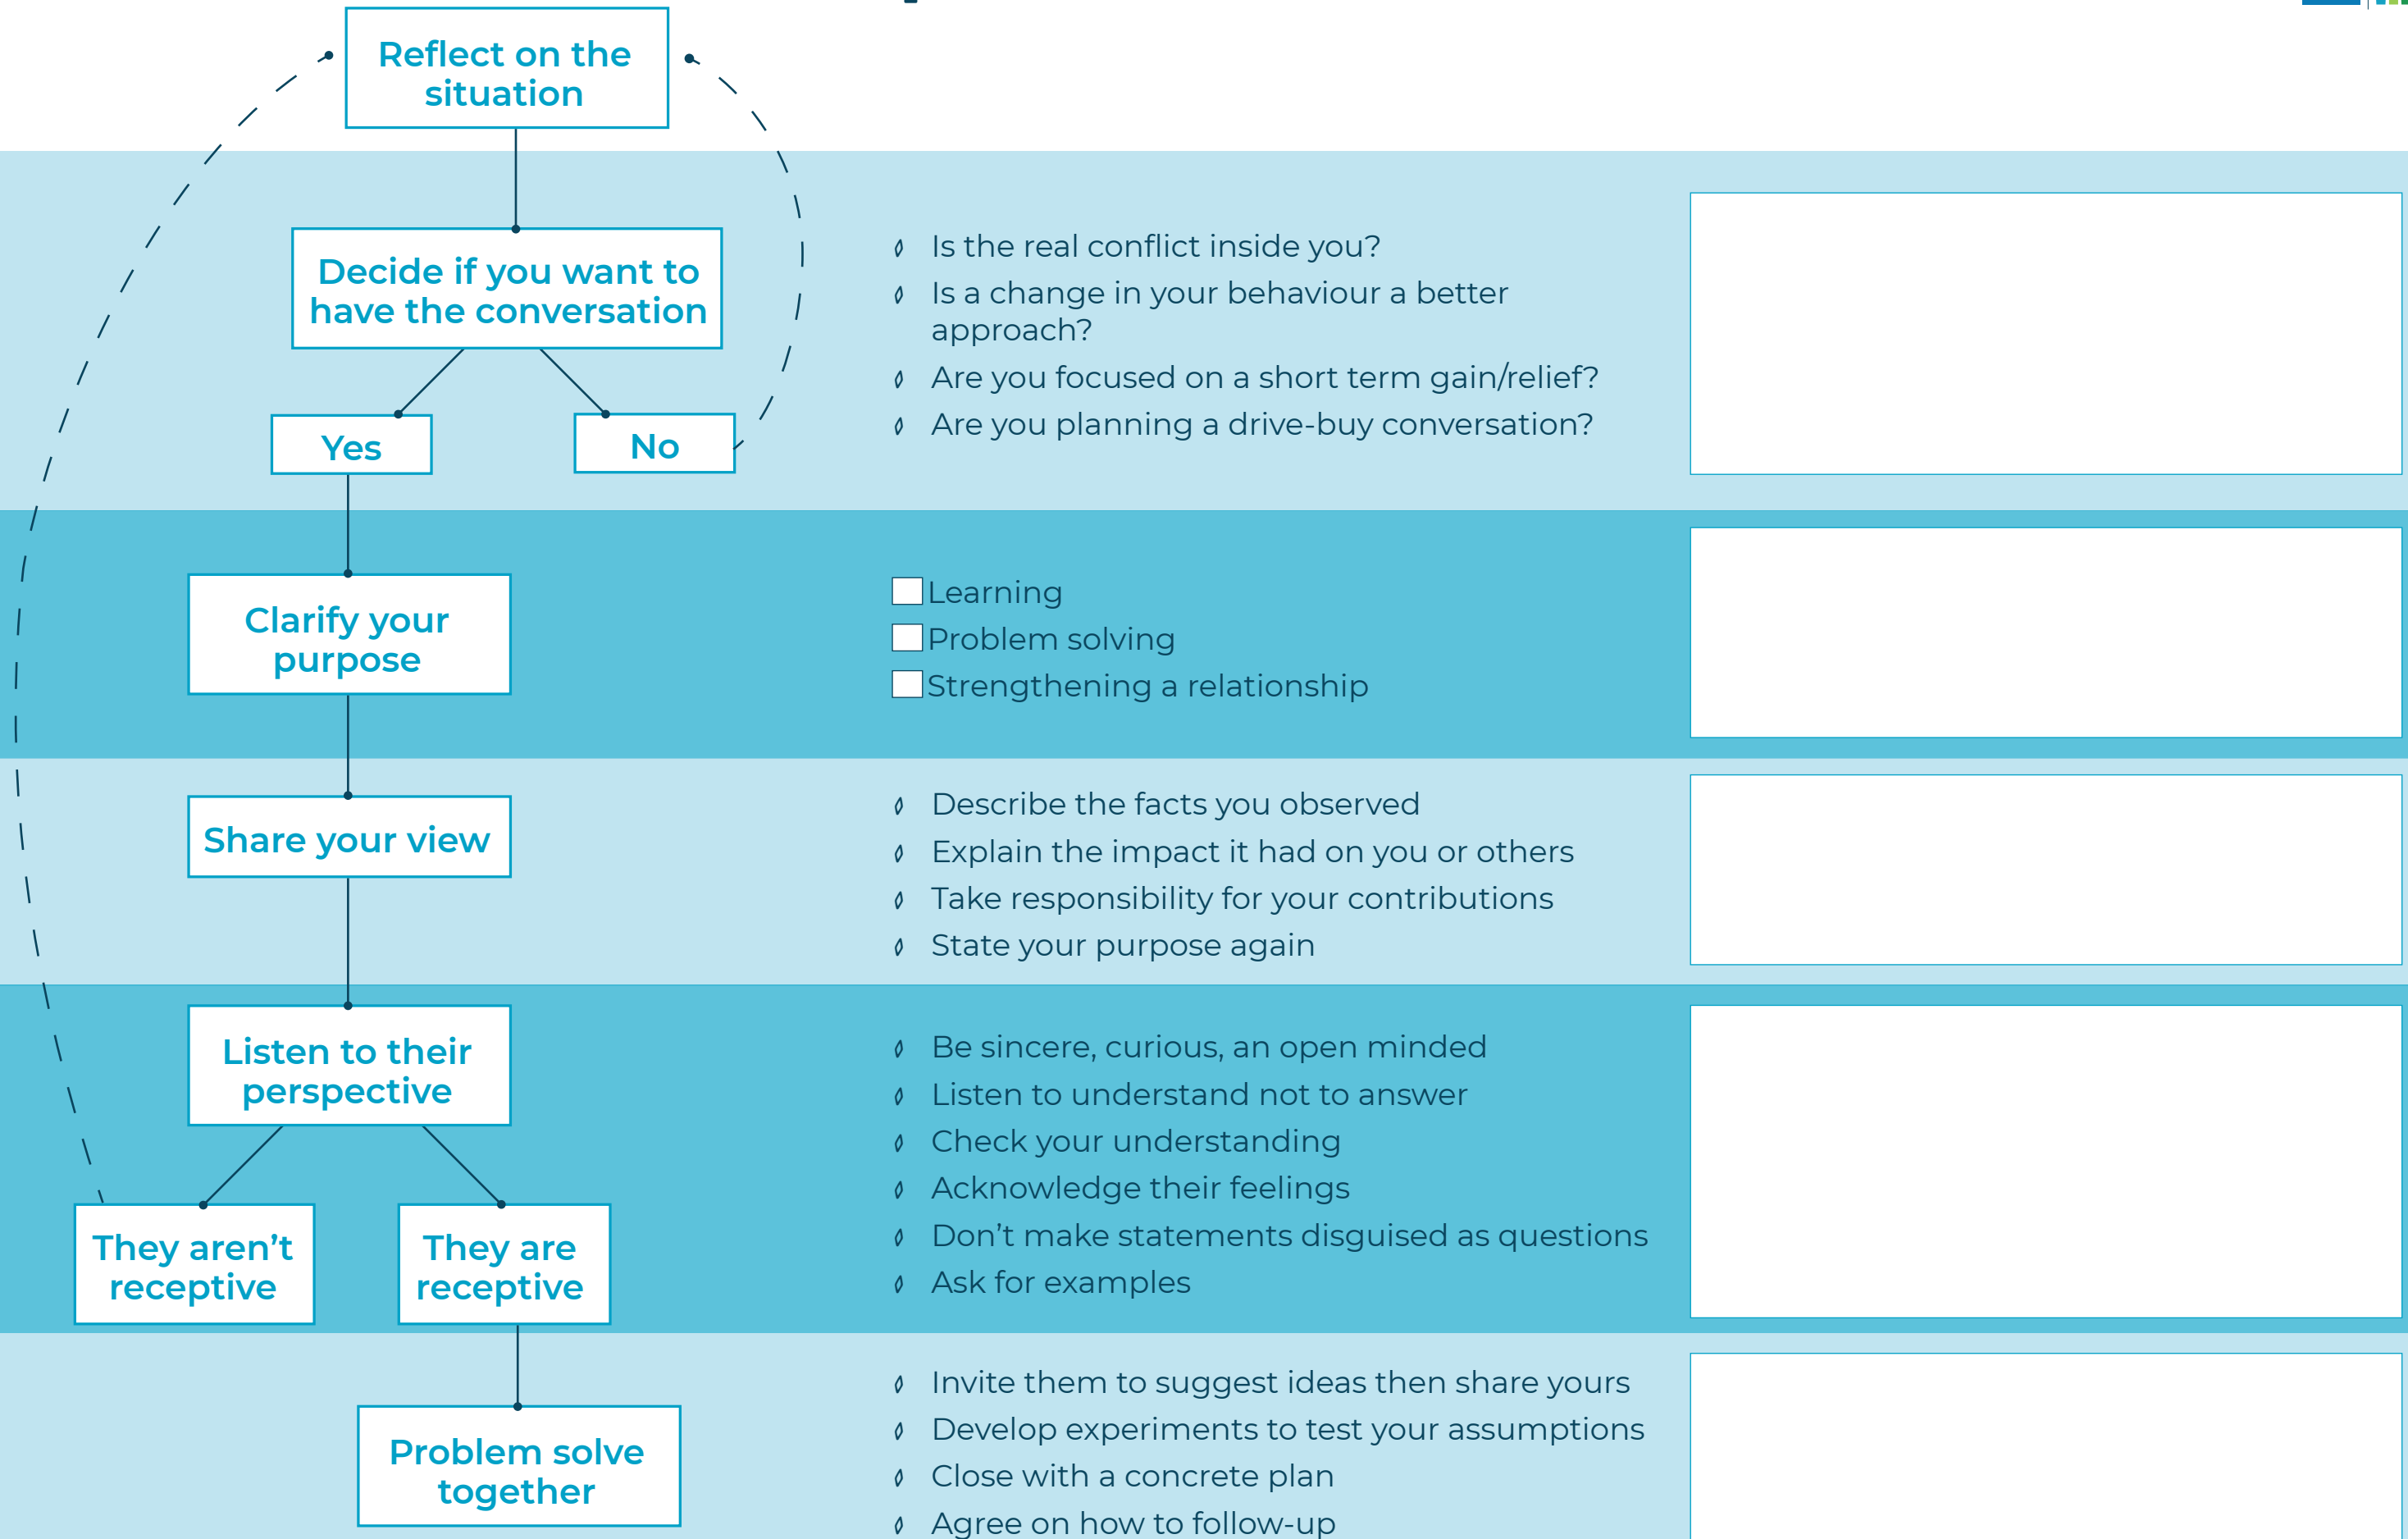 Reflect on the
situation
Decide if you want to
have the conversation
Yes
No
Is the real conflict inside you?
Is a change in your behaviour a better
approach?
Are you focused on a short term gain/relief?
Are you planning a drive-buy conversation?
Clarify your
purpose
Learning
Problem solving
Strengthening a relationship
Share your view
Describe the facts you observed
Explain the impact it had on you or others
Take responsibility for your contributions
State your purpose again
Listen to their
perspective
They aren’t
receptive
They are
receptive
Be sincere, curious, an open minded
Listen to understand not to answer
Check your understanding
Acknowledge their feelings
Don’t make statements disguised as questions
Ask for examples
Problem solve
together
Invite them to suggest ideas then share yours
Develop experiments to test your assumptions
Close with a concrete plan
Agree on how to follow-up